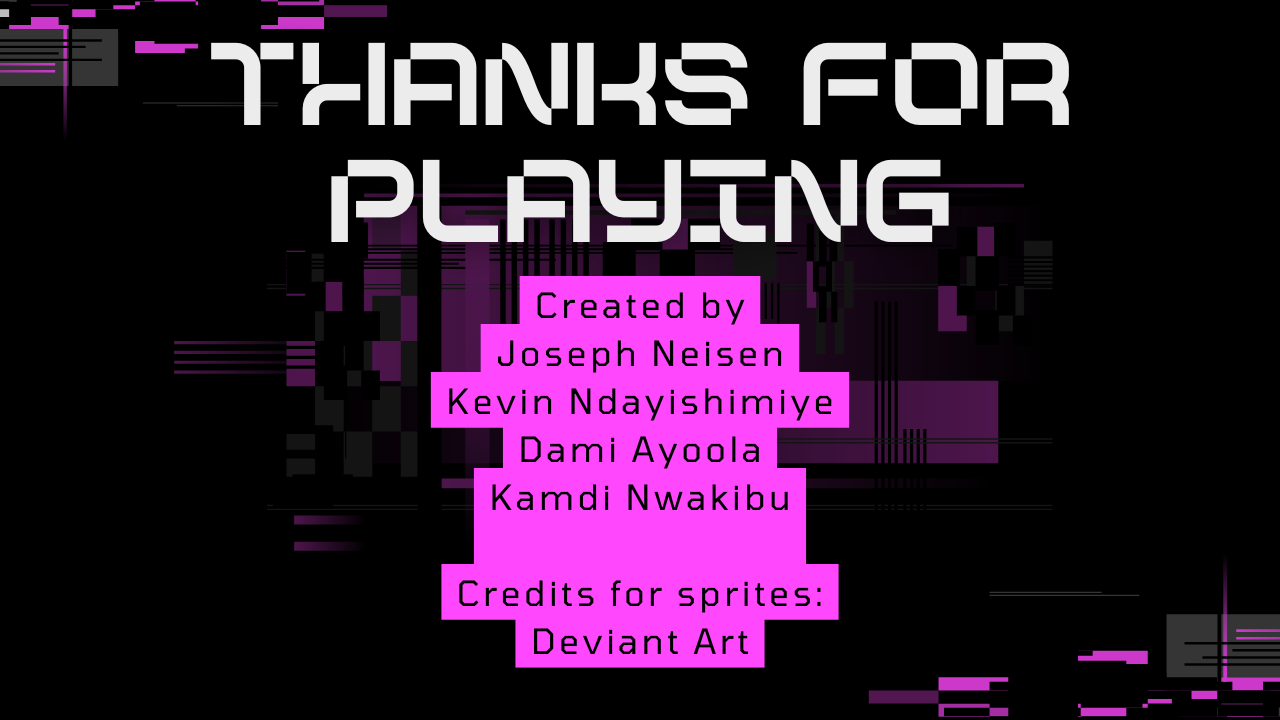 THANKS FOR
PLAYING
Created by
Joseph Neisen
Kevin Ndayishimiye
Dami Ayoola
Kamdi Nwakibu
Credits for sprites:
Deviant Art